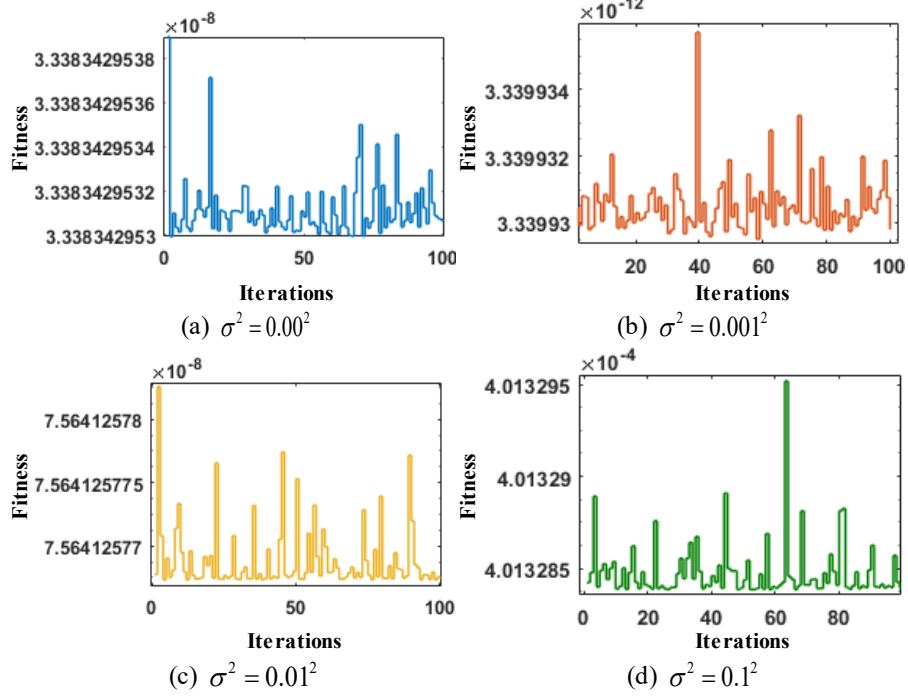 ×10⁻⁸
3.3383429538
3.3383429536
3.3383429534
3.3383429532
3.338342953
Fitness
0 50 100
Iterations
(a) σ² = 0.00²
×10⁻¹²
3.339934
3.339932
3.33993
Fitness
20 40 60 80 100
Iterations
(b) σ² = 0.001²
×10⁻⁸
7.56412578
7.564125775
7.56412577
Fitness
0 50 100
Iterations
(c) σ² = 0.01²
×10⁻⁴
4.013295
4.01329
4.013285
Fitness
0 20 40 60 80
Iterations
(d) σ² = 0.1²